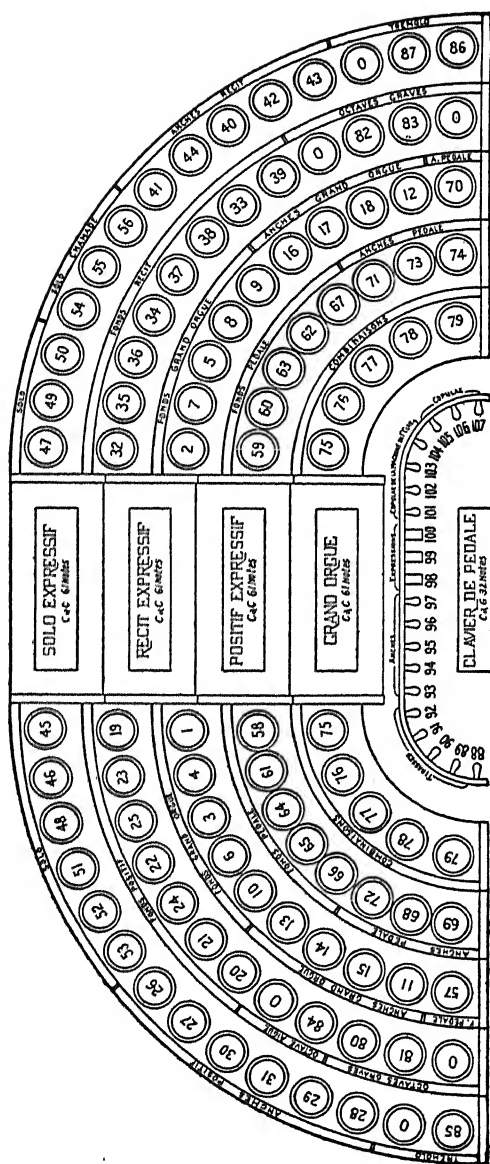 TREMOLO
ANCHES POSITIF
SOLO
85 0 28 29 31 30 27 26 53 52 51 48 46 45
OCTAVES GRAVES
OCTAVE AIGUE
FONDS POSITIF
0 81 80 84 0 20 21 24 22 25 23 19
F. PEDALE
ANCHES GRAND ORGUE
FONDS GRAND ORGUE
57 11 15 14 13 10 6 3 4 1
ANCHES PEDALE
FONDS PEDALE
69 68 72 66 65 64 61 58
COMBINAISONS
79 78 77 76 75
SOLO EXPRESSIF
C à C 61 notes
RECIT EXPRESSIF
C à C 61 notes
POSITIF EXPRESSIF
C à C 61 notes
GRAND ORGUE
C à C 61 notes
SOLO
SOLO CHAMADE
ANCHES RECIT
TREMOLO
47 49 50 54 55 56 41 44 40 42 43 0 87 86
FONDS RECIT
OCTAVES GRAVES
32 35 36 34 37 38 33 39 0 82 83 0
FONDS GRAND ORGUE
ANCHES GRAND ORGUE
A. PEDALE
2 7 5 8 9 16 17 18 12 70
FONDS PEDALE
ANCHES PEDALE
59 60 63 62 67 71 73 74
COMBINAISONS
75 76 77 78 79
TIRASSES
ANCHES
EXPRESSIONS
COPULAS
88 89 90 91 92 93 94 95 96 97 98 99 100 101 102 103 104 105 106 107
CLAVIER DE PEDALE
C à G 32 notes